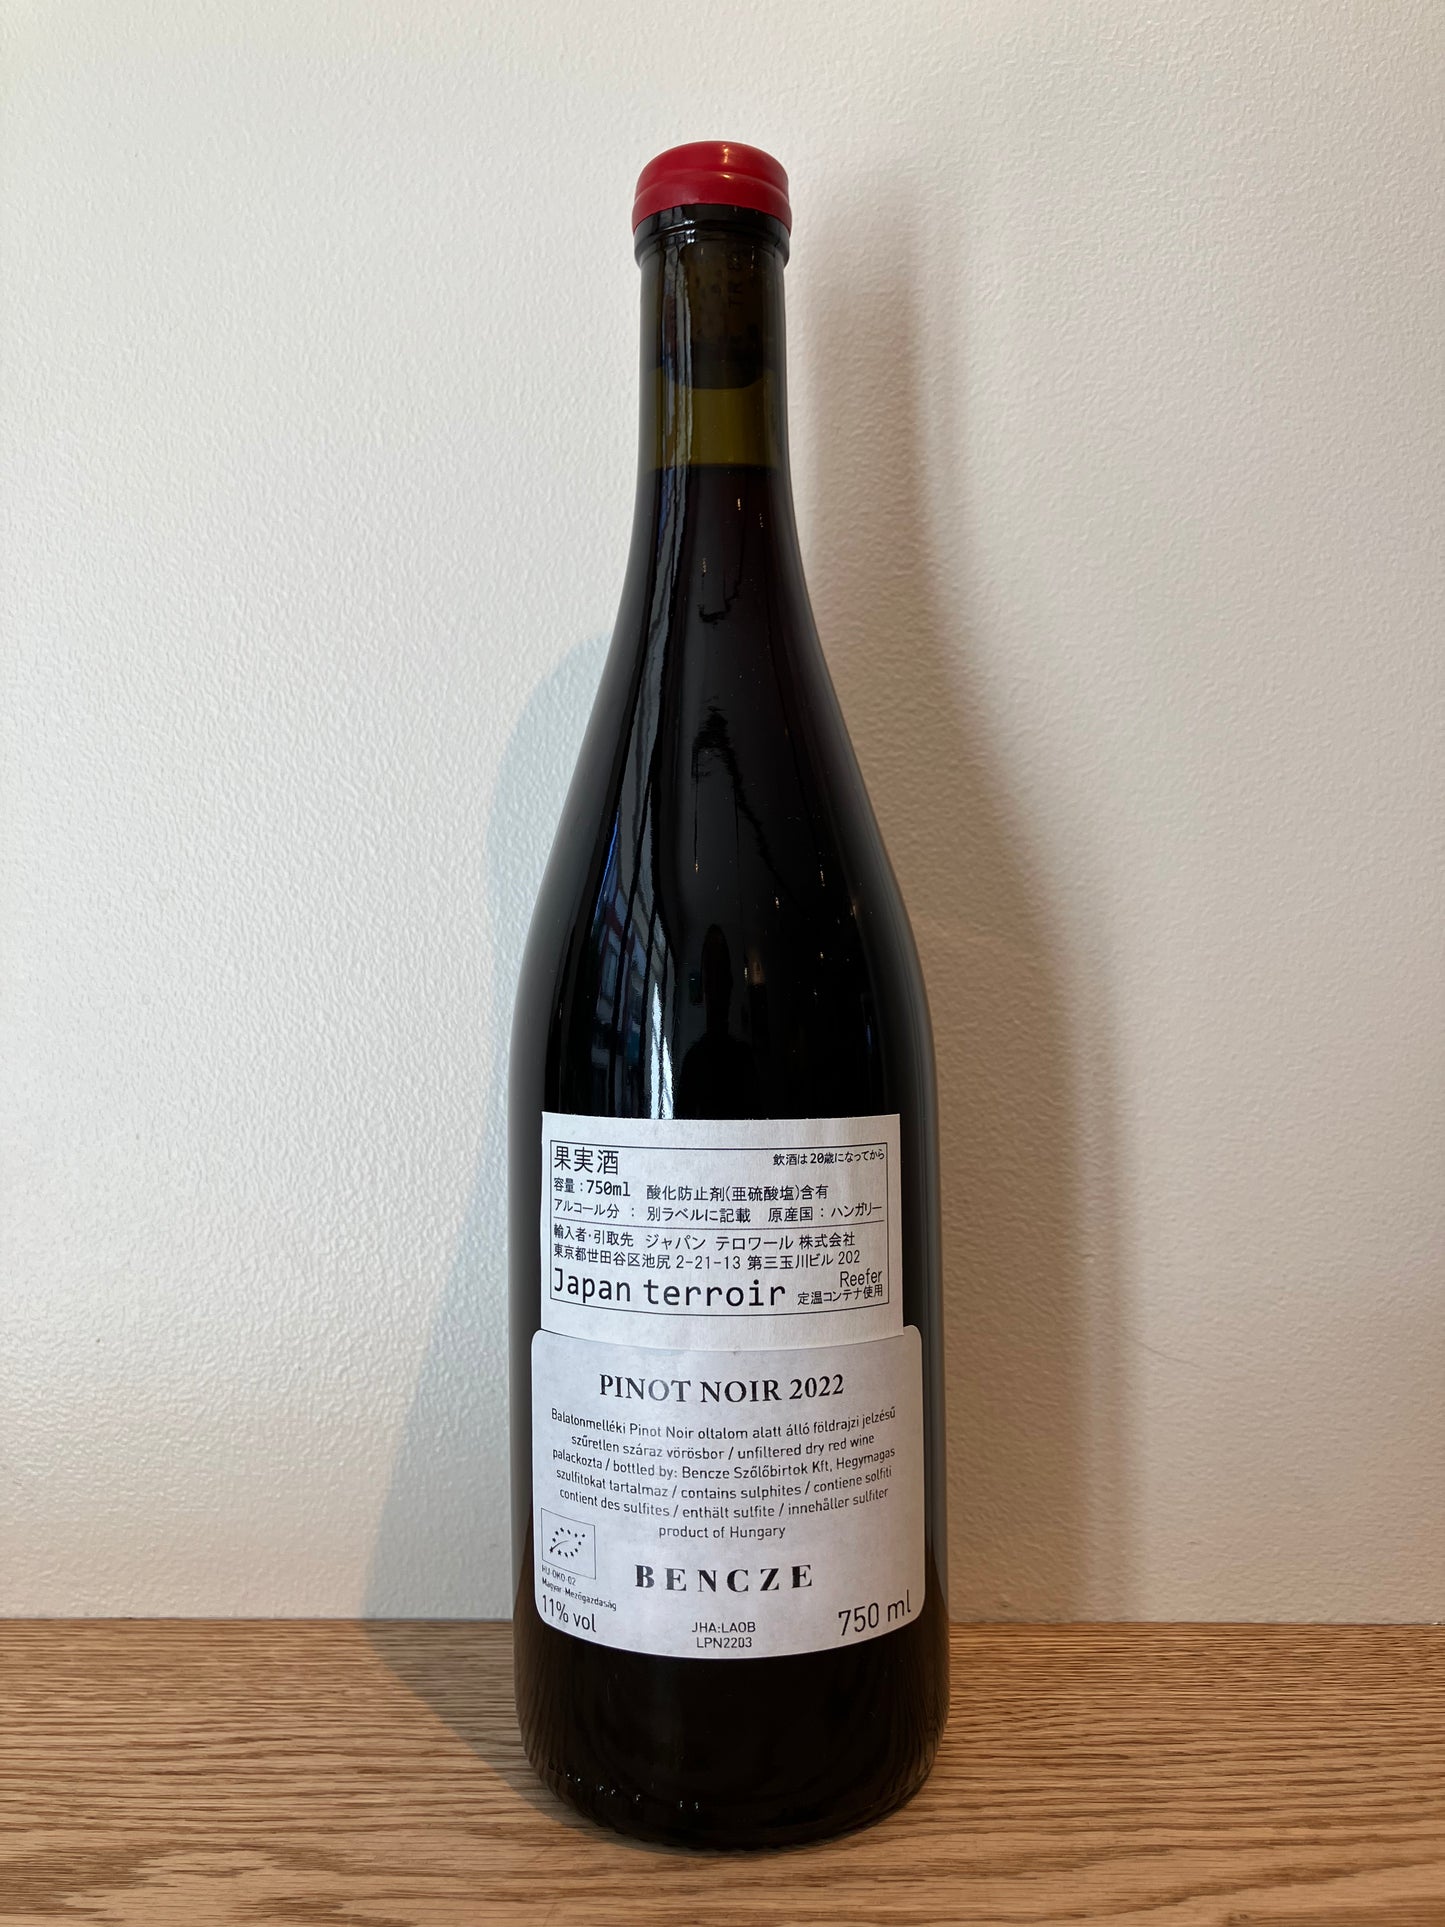 果実酒 飲酒は20歳になってから
容量:750ml 酸化防止剤(亜硫酸塩)含有
アルコール分 : 別ラベルに記載 原産国:ハンガリー
輸入者・引取先 ジャパン テロワール 株式会社
東京都世田谷区池尻 2-21-13 第三玉川ビル 202
Japan terroir Reefer
定温コンテナ使用
PINOT NOIR 2022
Balatonmelléki Pinot Noir oltalom alatt álló földrajzi jelzésű
szűretlen száraz vörösbor / unfiltered dry red wine
palackozta / bottled by: Bencze Szőlőbirtok Kft, Hegymagas
szulfitokat tartalmaz / contains sulphites / contiene solfiti
contient des sulfites / enthält sulfite / innehåller sulfiter
product of Hungary
HU-ÖKO-02
Magyar-Mezőgazdaság
BENCZE
11% vol
750 ml
JHA:LAOB
LPN2203